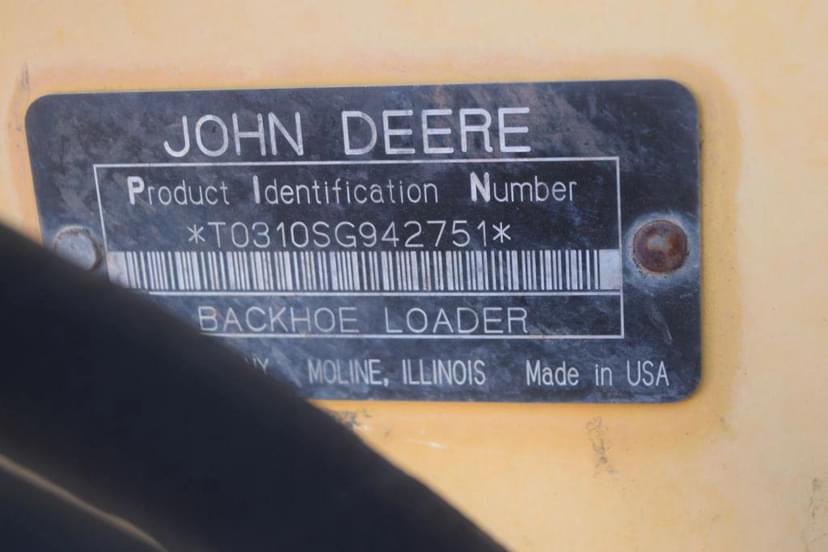 JOHN DEERE
Product Identification Number
*T0310SG942751*
BACKHOE LOADER
MOLINE, ILLINOIS Made in USA